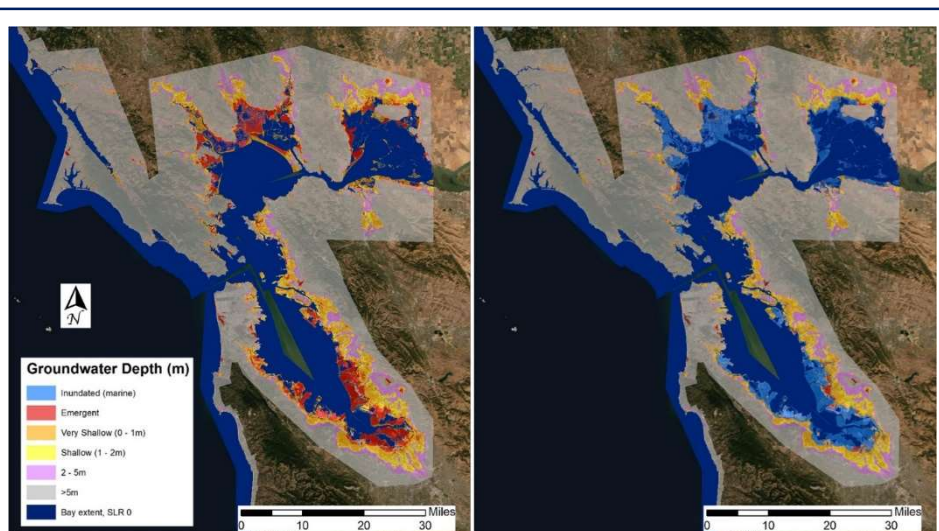 N
Groundwater Depth (m)
Inundated (marine)
Emergent
Very Shallow (0 - 1m)
Shallow (1 - 2m)
2 - 5m
>5m
Bay extent, SLR 0
Miles
0 10 20 30
Miles
0 10 20 30